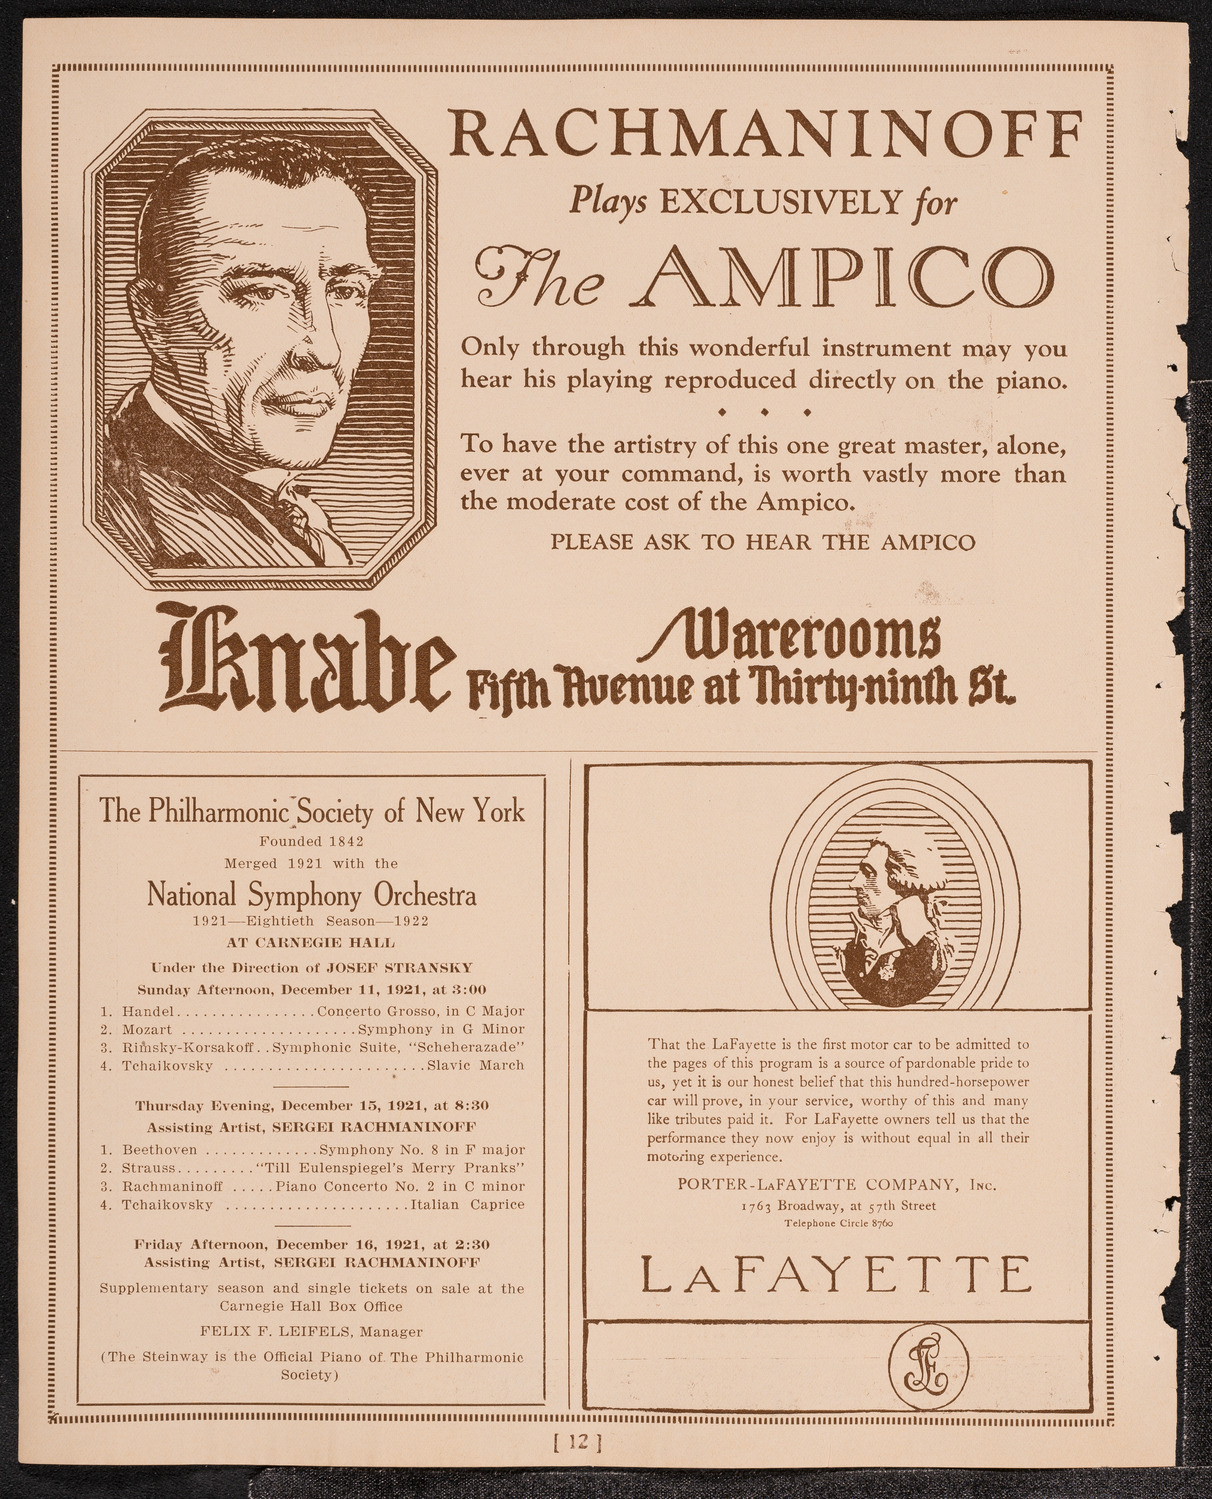 RACHMANINOFF
Plays EXCLUSIVELY for
The AMPICO
Only through this wonderful instrument may you
hear his playing reproduced directly on the piano.
To have the artistry of this one great master, alone,
ever at your command, is worth vastly more than
the moderate cost of the Ampico.
PLEASE ASK TO HEAR THE AMPICO
Knabe
Warerooms
Fifth Avenue at Thirty-ninth St.
The Philharmonic Society of New York
Founded 1842
Merged 1921 with the
National Symphony Orchestra
1921—Eightieth Season—1922
AT CARNEGIE HALL
Under the Direction of JOSEF STRANSKY
Sunday Afternoon, December 11, 1921, at 3:00
1. Handel................Concerto Grosso, in C Major
2. Mozart ....................Symphony in G Minor
3. Rimsky-Korsakoff..Symphonic Suite, "Scheherazade"
4. Tchaikovsky .......................Slavic March
Thursday Evening, December 15, 1921, at 8:30
Assisting Artist, SERGEI RACHMANINOFF
1. Beethoven .............Symphony No. 8 in F major
2. Strauss.........."Till Eulenspiegel's Merry Pranks"
3. Rachmaninoff .....Piano Concerto No. 2 in C minor
4. Tchaikovsky .....................Italian Caprice
Friday Afternoon, December 16, 1921, at 2:30
Assisting Artist, SERGEI RACHMANINOFF
Supplementary season and single tickets on sale at the
Carnegie Hall Box Office
FELIX F. LEIFELS, Manager
(The Steinway is the Official Piano of The Philharmonic
Society)
That the LaFayette is the first motor car to be admitted to
the pages of this program is a source of pardonable pride to
us, yet it is our honest belief that this hundred-horsepower
car will prove, in your service, worthy of this and many
like tributes paid it. For LaFayette owners tell us that the
performance they now enjoy is without equal in all their
motoring experience.
PORTER-LAFAYETTE COMPANY, INC.
1763 Broadway, at 57th Street
Telephone Circle 8760
LAFAYETTE
[ 12 ]